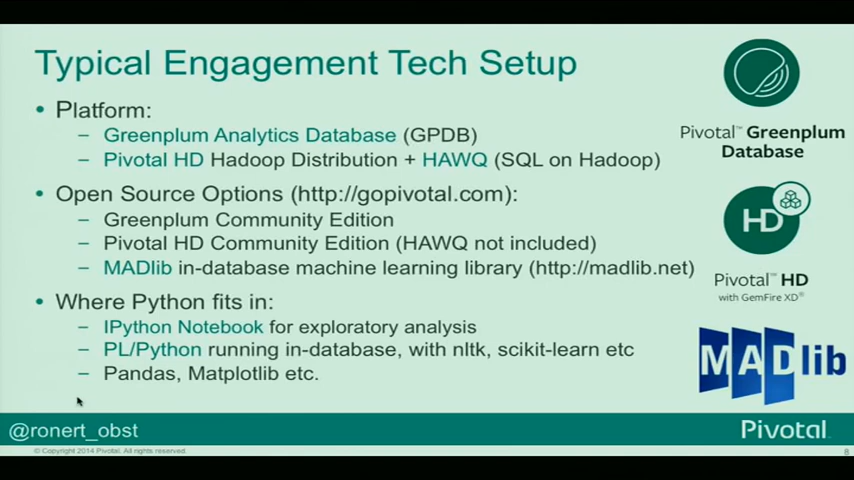 Typical Engagement Tech Setup
• Platform:
– Greenplum Analytics Database (GPDB)
– Pivotal HD Hadoop Distribution + HAWQ (SQL on Hadoop)
• Open Source Options (http://gopivotal.com):
– Greenplum Community Edition
– Pivotal HD Community Edition (HAWQ not included)
– MADlib in-database machine learning library (http://madlib.net)
• Where Python fits in:
– IPython Notebook for exploratory analysis
– PL/Python running in-database, with nltk, scikit-learn etc
– Pandas, Matplotlib etc.
Pivotal™ Greenplum
Database
HD
Pivotal™ HD
with GemFire XD®
MADlib
@ronert_obst
Pivotal
© Copyright 2014 Pivotal. All rights reserved.
8